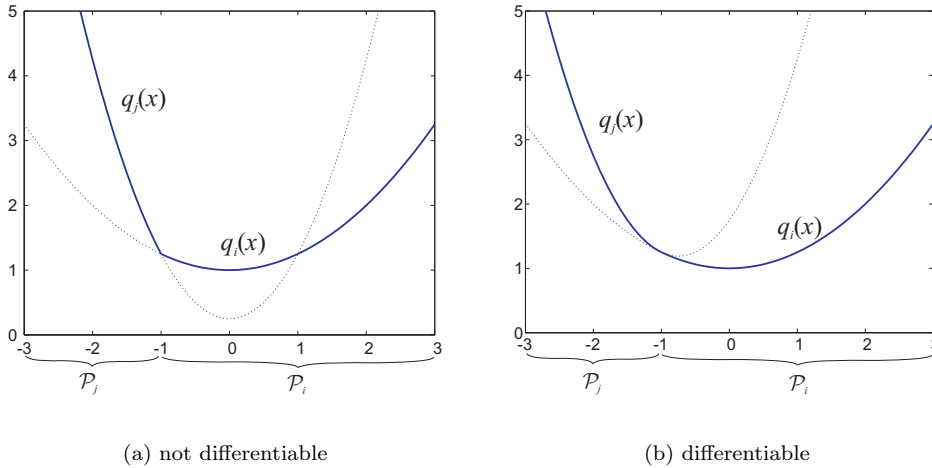 5
4
3
2
1
0
-3 -2 -1 0 1 2 3
q_j(x)
q_i(x)
𝒫_j 𝒫_i
(a) not differentiable
5
4
3
2
1
0
-3 -2 -1 0 1 2 3
q_j(x)
q_i(x)
𝒫_j 𝒫_i
(b) differentiable